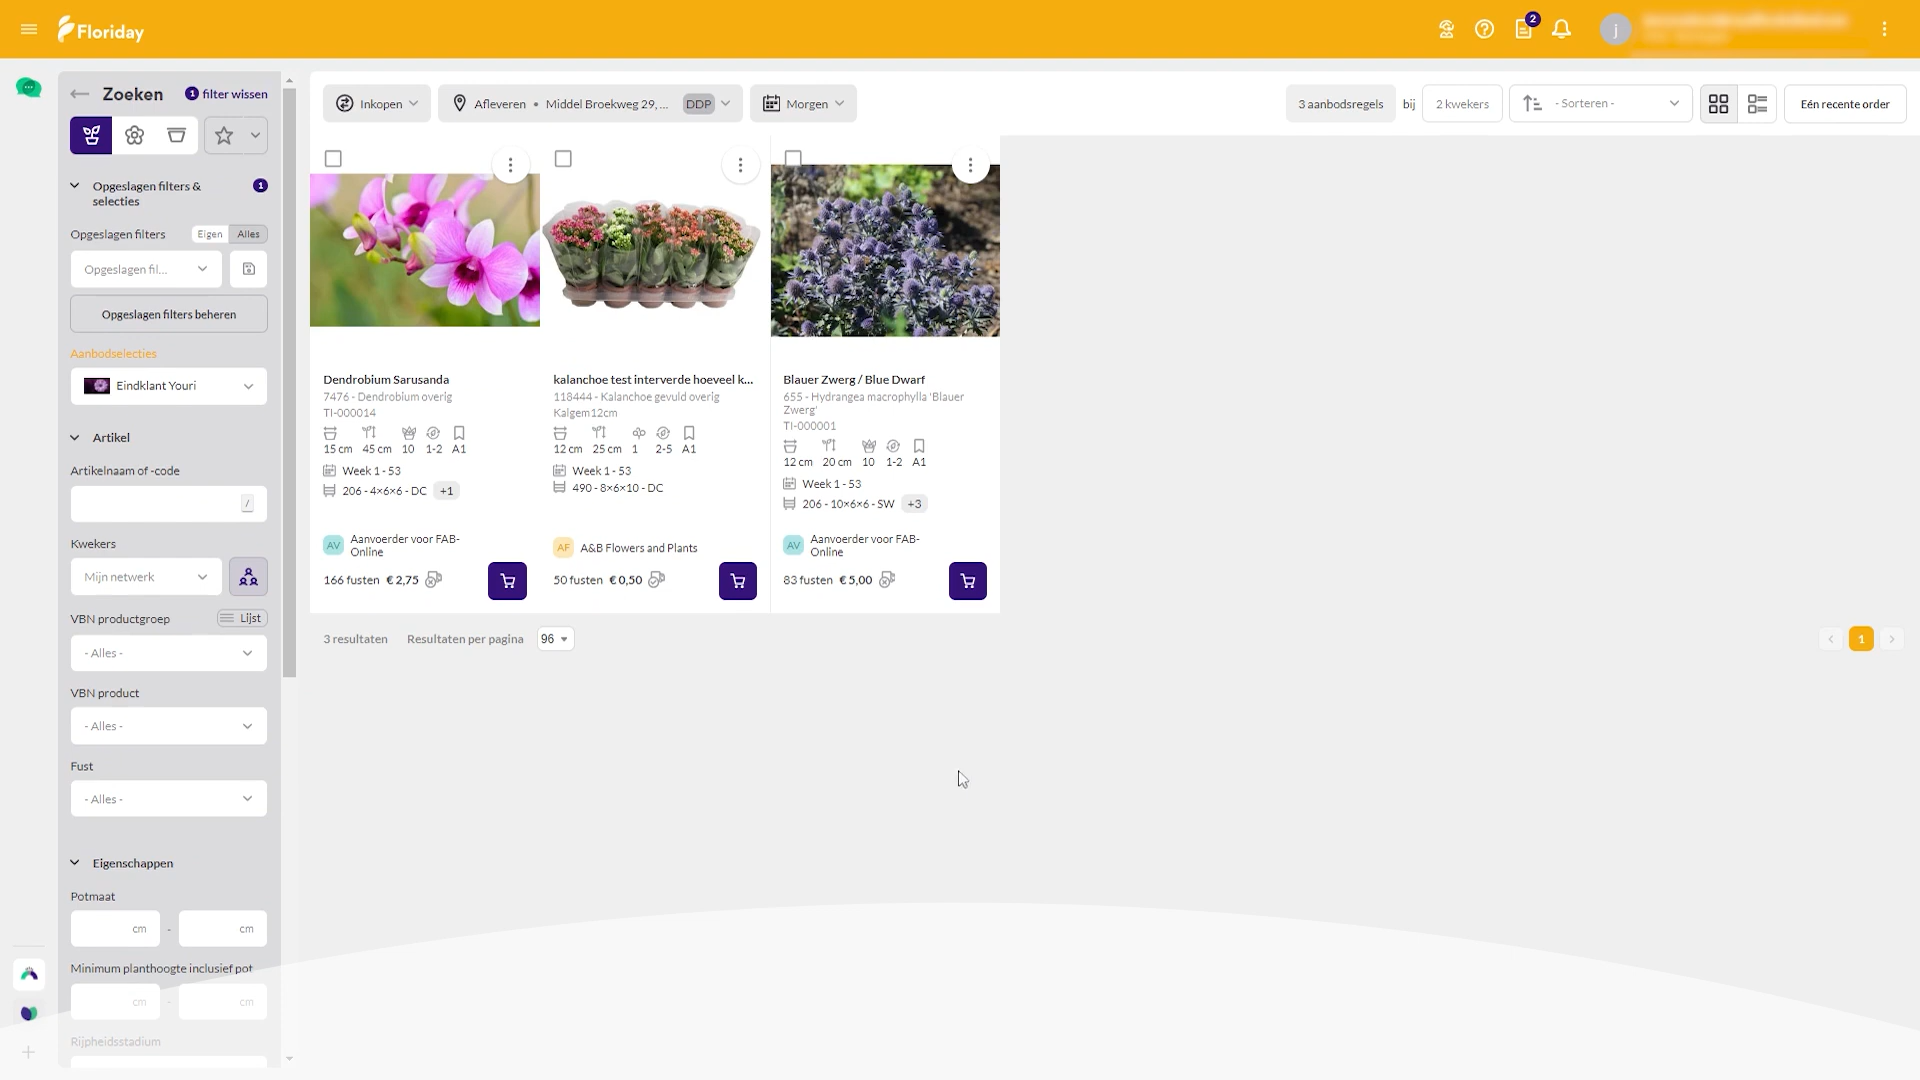 Floriday
2
j
Zoeken
1 filter wissen
Opgeslagen filters &
selecties
1
Opgeslagen filters
Eigen
Alles
Opgeslagen fil...
Opgeslagen filters beheren
Aanbodselecties
Eindklant Youri
Artikel
Artikelnaam of -code
/
Kwekers
Mijn netwerk
VBN productgroep
Lijst
- Alles -
VBN product
- Alles -
Fust
- Alles -
Eigenschappen
Potmaat
cm - cm
Minimum planthoogte inclusief pot
cm - cm
Rijpheidsstadium
Inkopen
Afleveren • Middel Broekweg 29, ... DDP
Morgen
3 aanbodsregels bij 2 kwekers
- Sorteren -
Eén recente order
Dendrobium Sarusanda
7476 - Dendrobium overig
TI-000014
15 cm 45 cm 10 1-2 A1
Week 1 - 53
206 - 4×6×6 - DC +1
AV Aanvoerder voor FAB-
Online
166 fusten € 2,75
kalanchoe test interverde hoeveel k...
118444 - Kalanchoe gevuld overig
Kalgem12cm
12 cm 25 cm 1 2-5 A1
Week 1 - 53
490 - 8×6×10 - DC
AF A&B Flowers and Plants
50 fusten € 0,50
Blauer Zwerg / Blue Dwarf
655 - Hydrangea macrophylla 'Blauer
Zwerg'
TI-000001
12 cm 20 cm 10 1-2 A1
Week 1 - 53
206 - 10×6×6 - SW +3
AV Aanvoerder voor FAB-
Online
83 fusten € 5,00
3 resultaten Resultaten per pagina 96
< 1 >